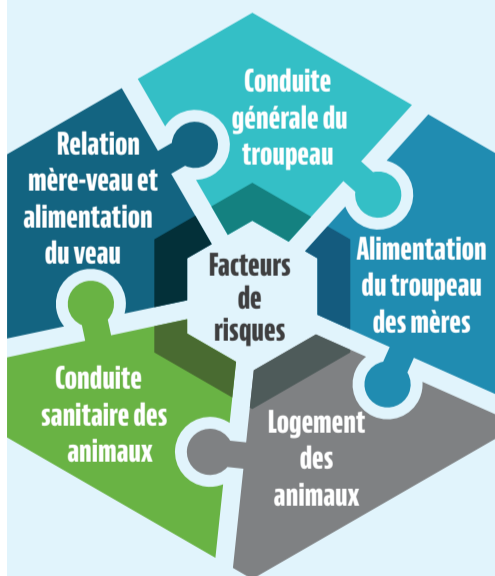 Conduite
générale du
troupeau
Relation
mère-veau et
alimentation
du veau
Alimentation
du troupeau
des mères
Facteurs
de
risques
Conduite
sanitaire des
animaux
Logement
des
animaux